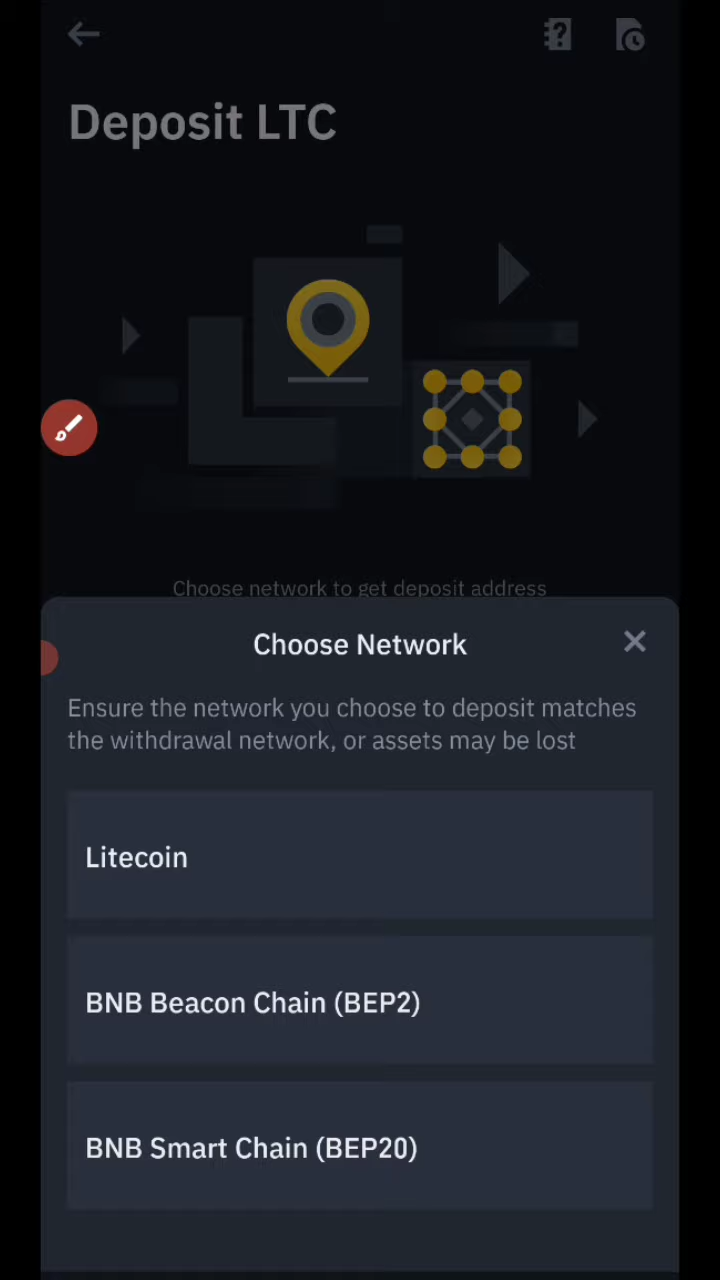 Deposit LTC
Choose network to get deposit address
Choose Network
Ensure the network you choose to deposit matches
the withdrawal network, or assets may be lost
Litecoin
BNB Beacon Chain (BEP2)
BNB Smart Chain (BEP20)